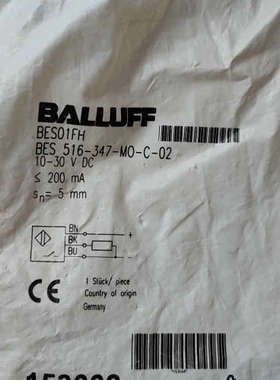 BALLUFF
BES01FH
BES 516-347-MO-C-02
10-30 V DC
≤ 200 mA
sn= 5 mm
BN +
BK
BU -
CE
1 Stück/ piece
Country of origin
Germany